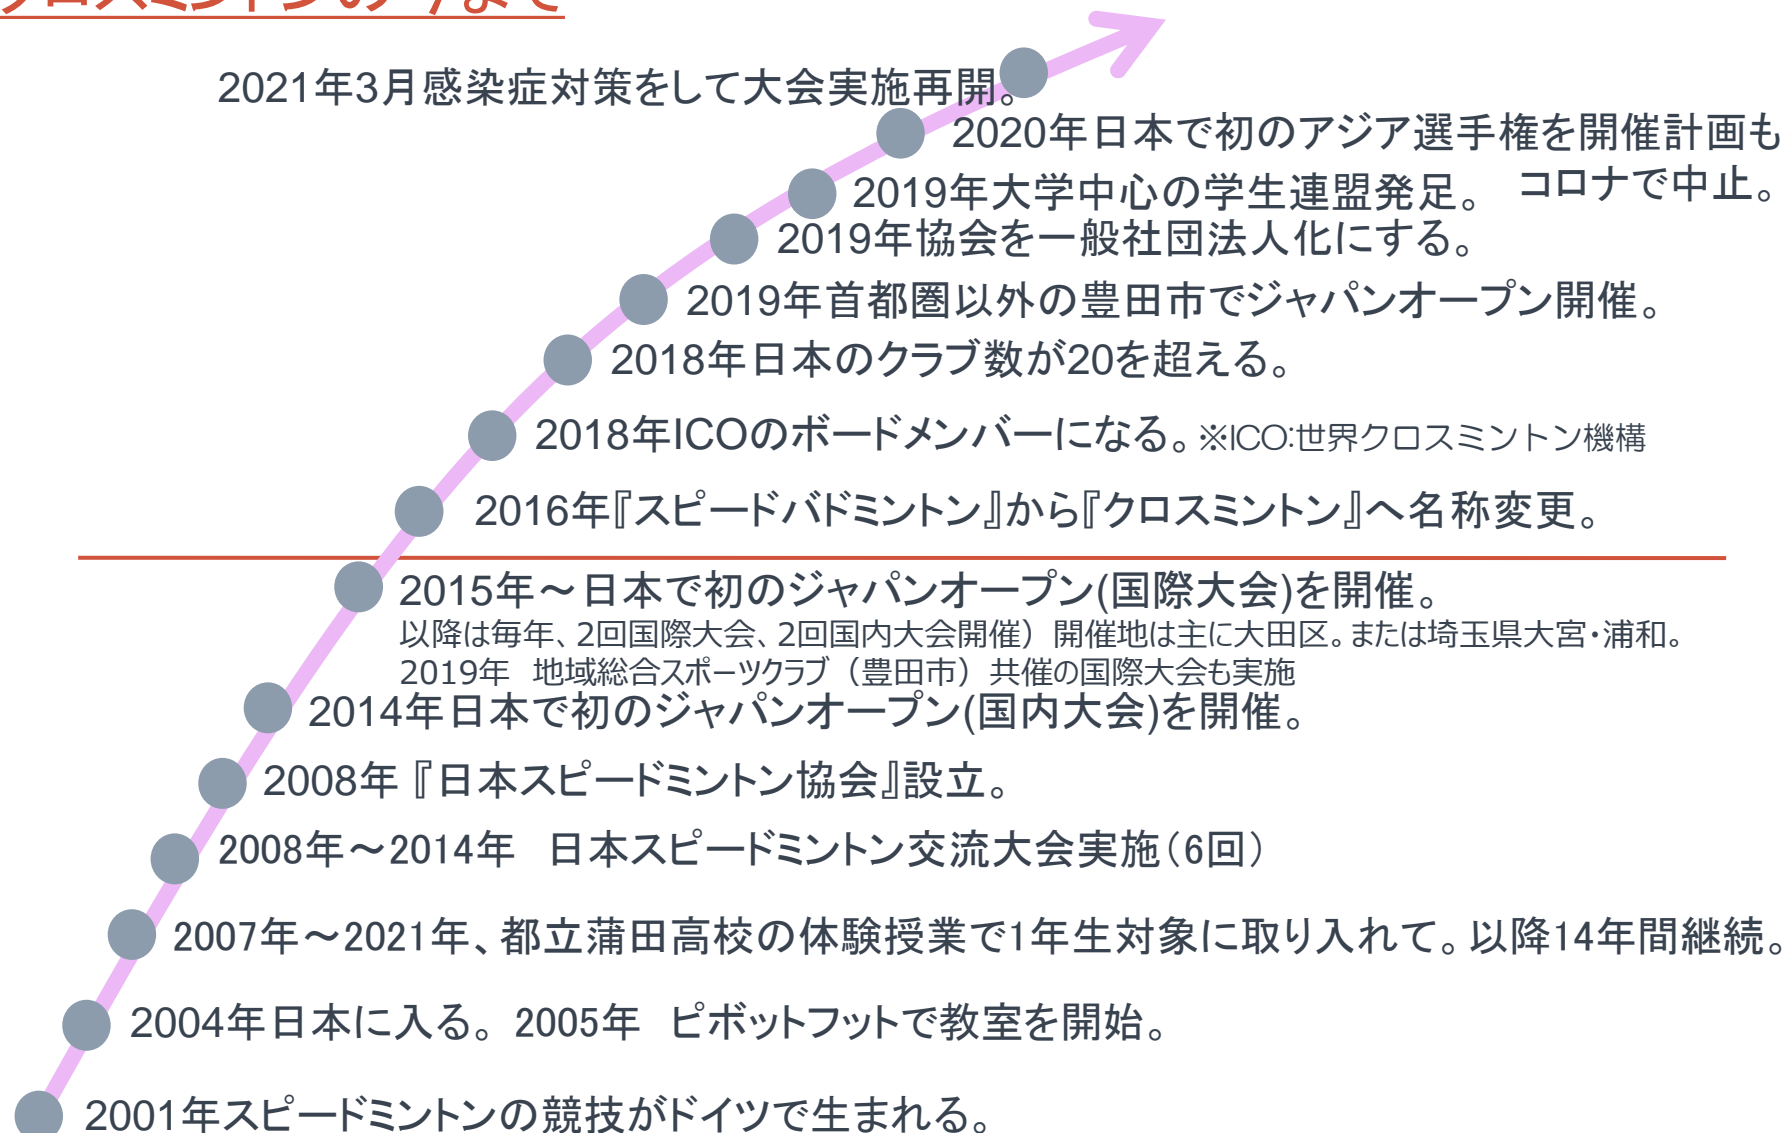 クロスミントンの今まで
2021年3月感染症対策をして大会実施再開。
2020年日本で初のアジア選手権を開催計画も
コロナで中止。
2019年大学中心の学生連盟発足。
2019年協会を一般社団法人化にする。
2019年首都圏以外の豊田市でジャパンオープン開催。
2018年日本のクラブ数が20を超える。
2018年ICOのボードメンバーになる。※ICO:世界クロスミントン機構
2016年『スピードバドミントン』から『クロスミントン』へ名称変更。
2015年～日本で初のジャパンオープン(国際大会)を開催。
以降は毎年、2回国際大会、2回国内大会開催）開催地は主に大田区。または埼玉県大宮・浦和。
2019年　地域総合スポーツクラブ（豊田市）共催の国際大会も実施
2014年日本で初のジャパンオープン(国内大会)を開催。
2008年『日本スピードミントン協会』設立。
2008年～2014年　日本スピードミントン交流大会実施（6回）
2007年～2021年、都立蒲田高校の体験授業で1年生対象に取り入れて。以降14年間継続。
2004年日本に入る。2005年　ピボットフットで教室を開始。
2001年スピードミントンの競技がドイツで生まれる。